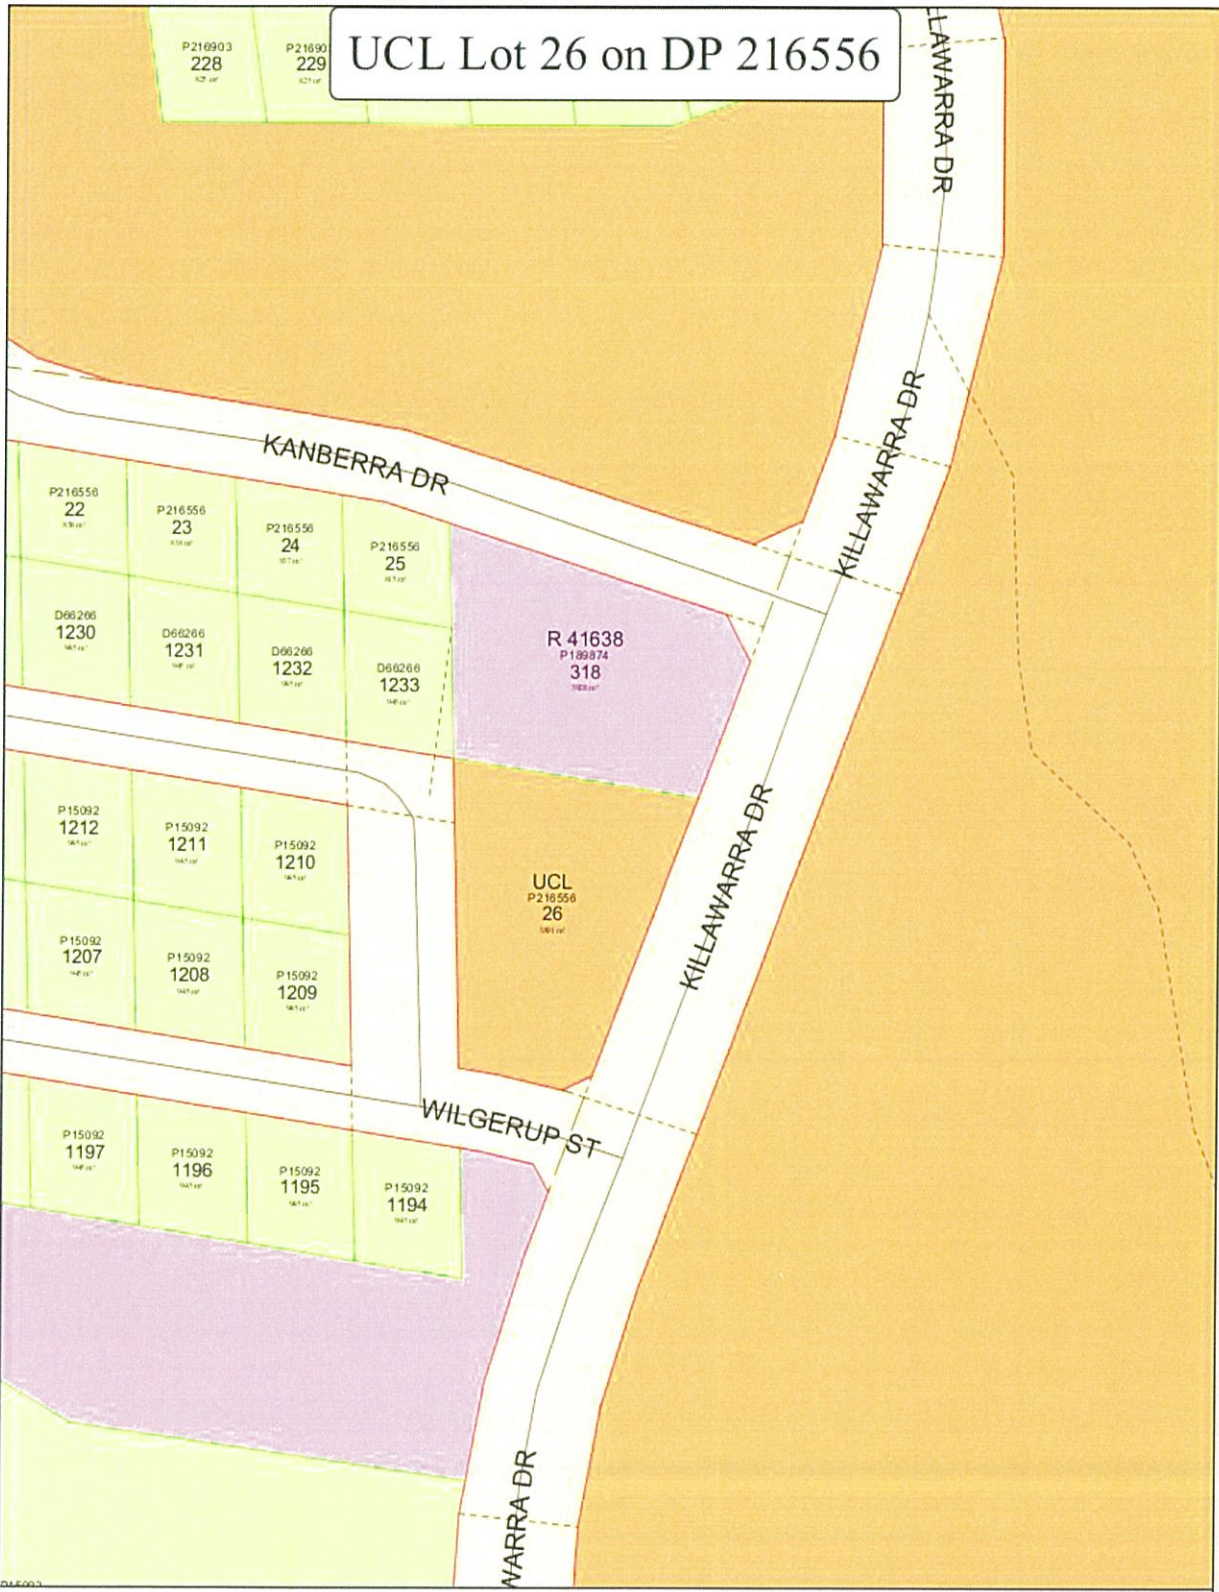 UCL Lot 26 on DP 216556
P216903
228
P21690
229
LLAWARRA DR
KILLAWARRA DR
KANBERRA DR
P216556
22
P216556
23
P216556
24
P216556
25
D66266
1230
D66266
1231
D66266
1232
D66266
1233
R 41638
P189874
318
P15092
1212
P15092
1211
P15092
1210
UCL
P216556
26
KILLAWARRA DR
P15092
1207
P15092
1208
P15092
1209
WILGERUP ST
P15092
1197
P15092
1196
P15092
1195
P15092
1194
WARRA DR